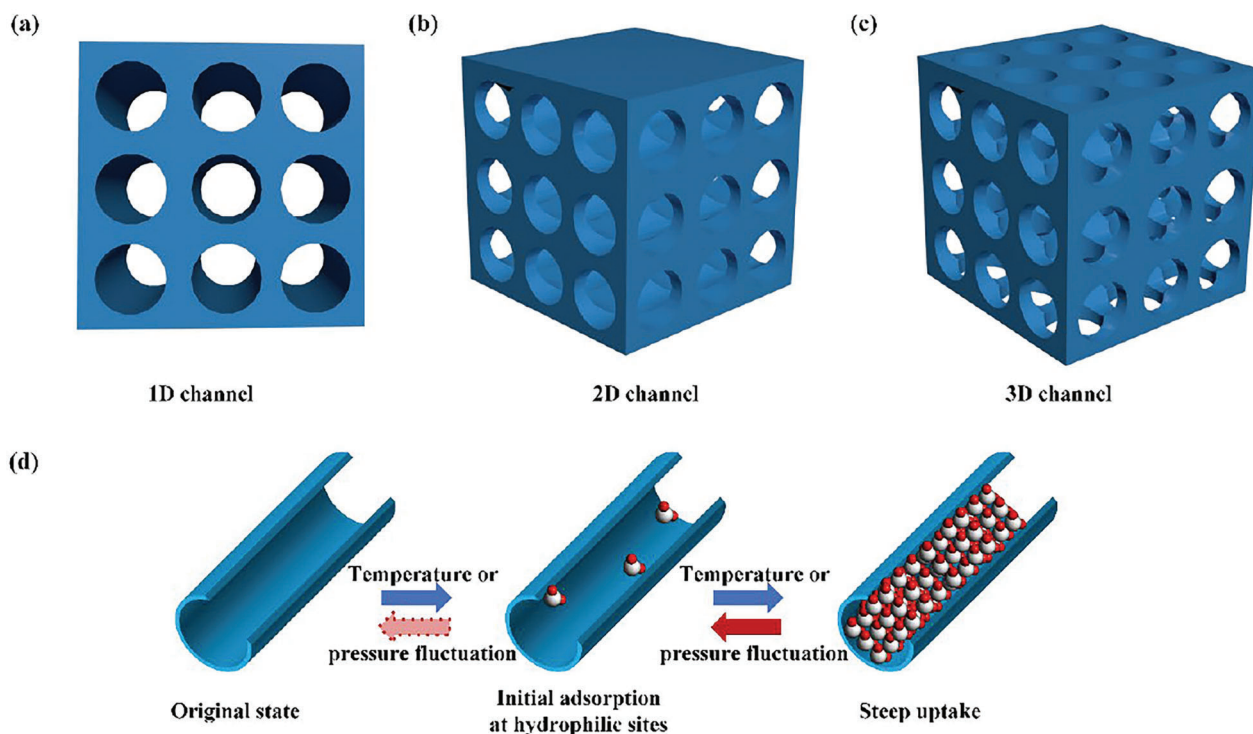 (a)
(b)
(c)
1D channel
2D channel
3D channel
(d)
Temperature or
pressure fluctuation
Temperature or
pressure fluctuation
Original state
Initial adsorption
at hydrophilic sites
Steep uptake